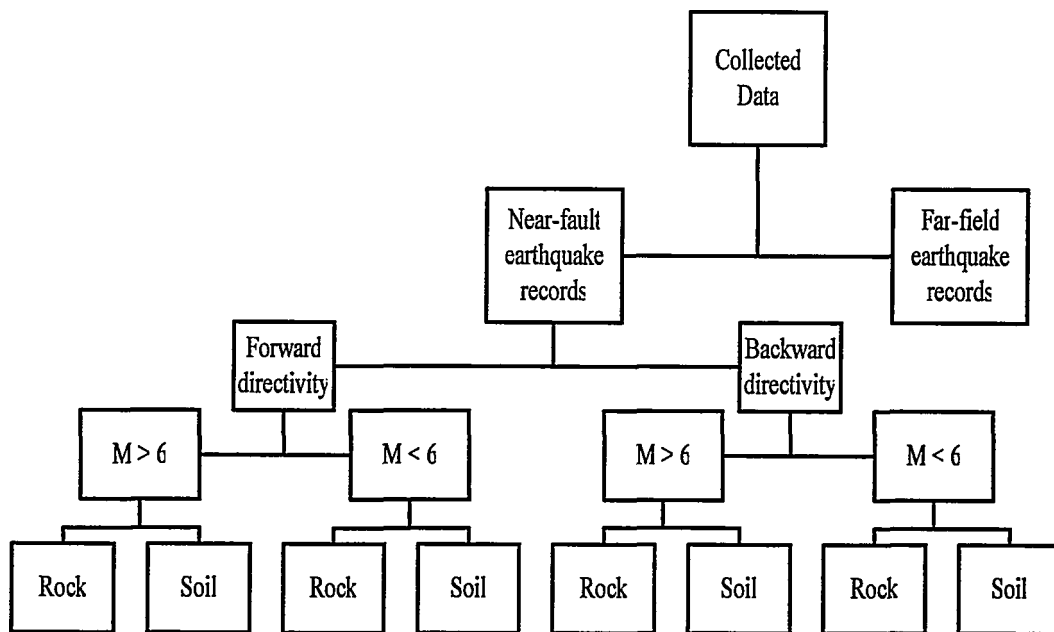 Collected
Data
Near-fault
earthquake
records
Far-field
earthquake
records
Forward
directivity
Backward
directivity
M > 6
M < 6
M > 6
M < 6
Rock
Soil
Rock
Soil
Rock
Soil
Rock
Soil